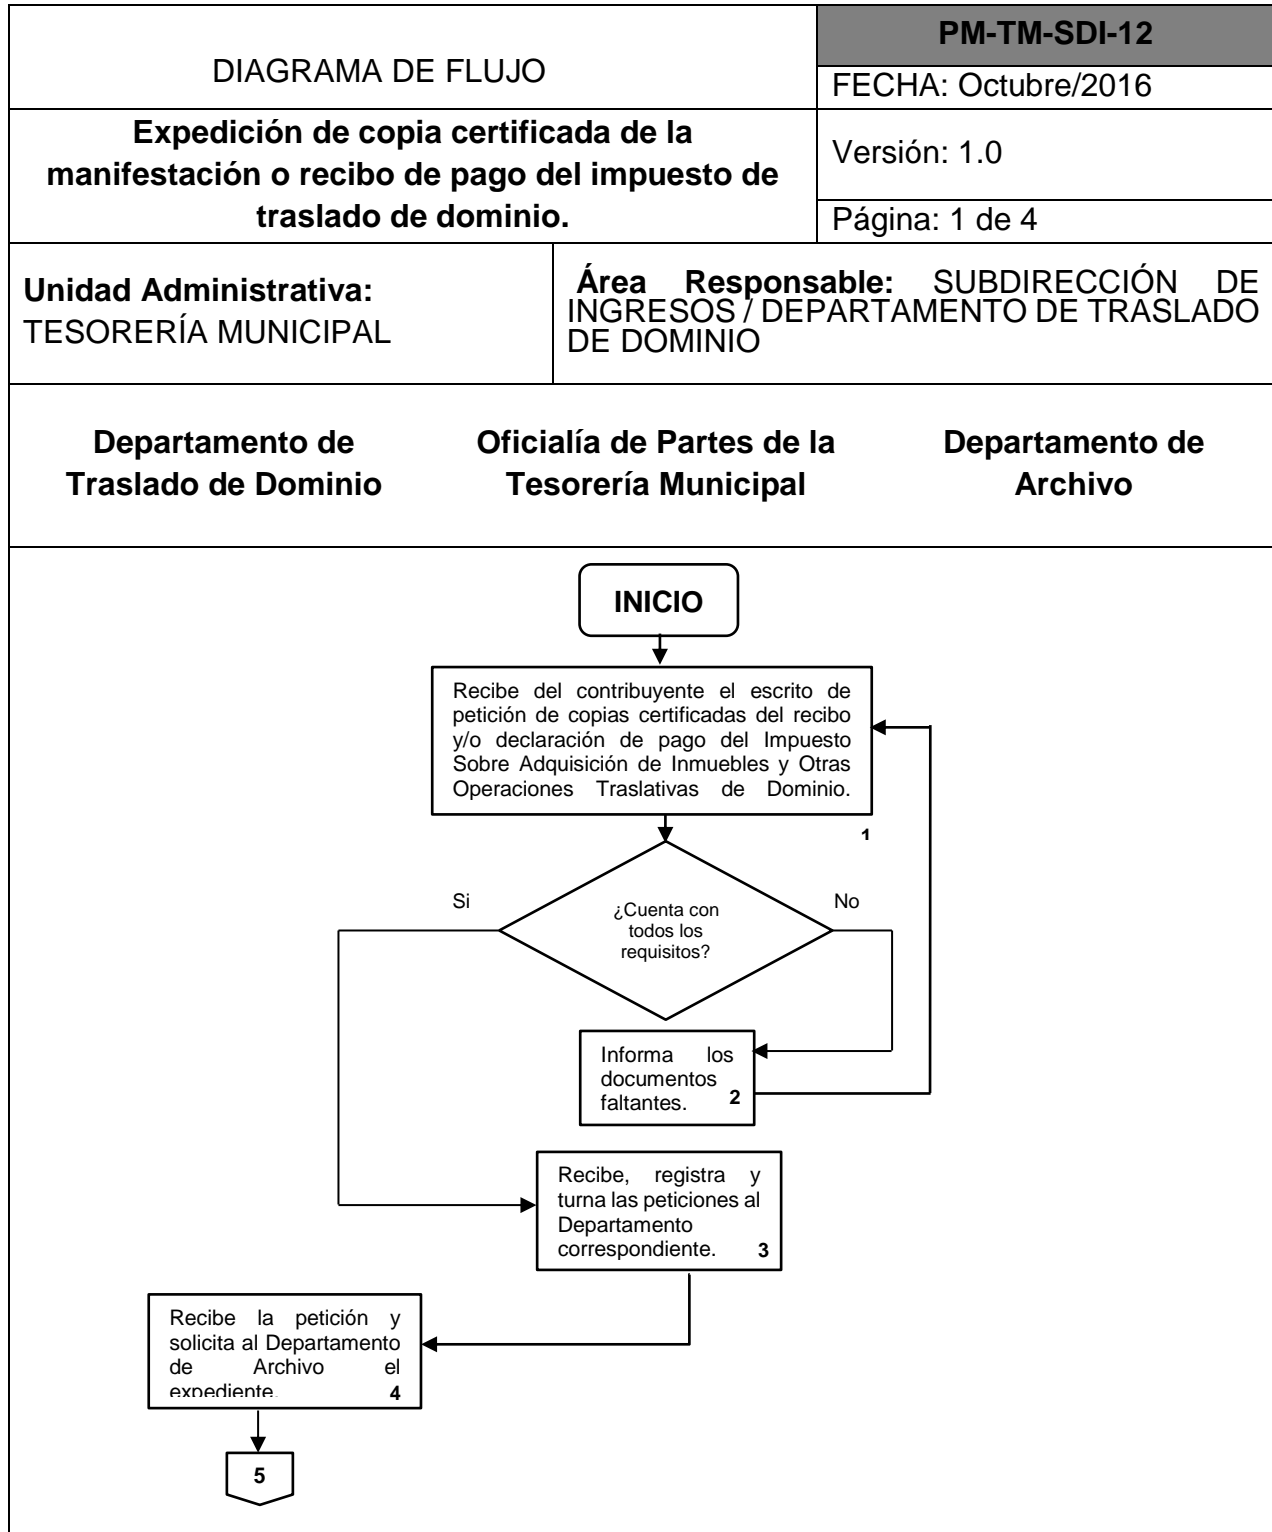 DIAGRAMA DE FLUJO
PM-TM-SDI-12
FECHA: Octubre/2016
Expedición de copia certificada de la
manifestación o recibo de pago del impuesto de
traslado de dominio.
Versión: 1.0
Página: 1 de 4
Unidad Administrativa:
TESORERÍA MUNICIPAL
Área Responsable: SUBDIRECCIÓN DE
INGRESOS / DEPARTAMENTO DE TRASLADO
DE DOMINIO
Departamento de
Traslado de Dominio
Oficialía de Partes de la
Tesorería Municipal
Departamento de
Archivo
INICIO
Recibe del contribuyente el escrito de
petición de copias certificadas del recibo
y/o declaración de pago del Impuesto
Sobre Adquisición de Inmuebles y Otras
Operaciones Traslativas de Dominio.
1
Si
¿Cuenta con
todos los
requisitos?
No
Informa los
documentos
faltantes. 2
Recibe, registra y
turna las peticiones al
Departamento
correspondiente. 3
Recibe la petición y
solicita al Departamento
de Archivo el
expediente. 4
5